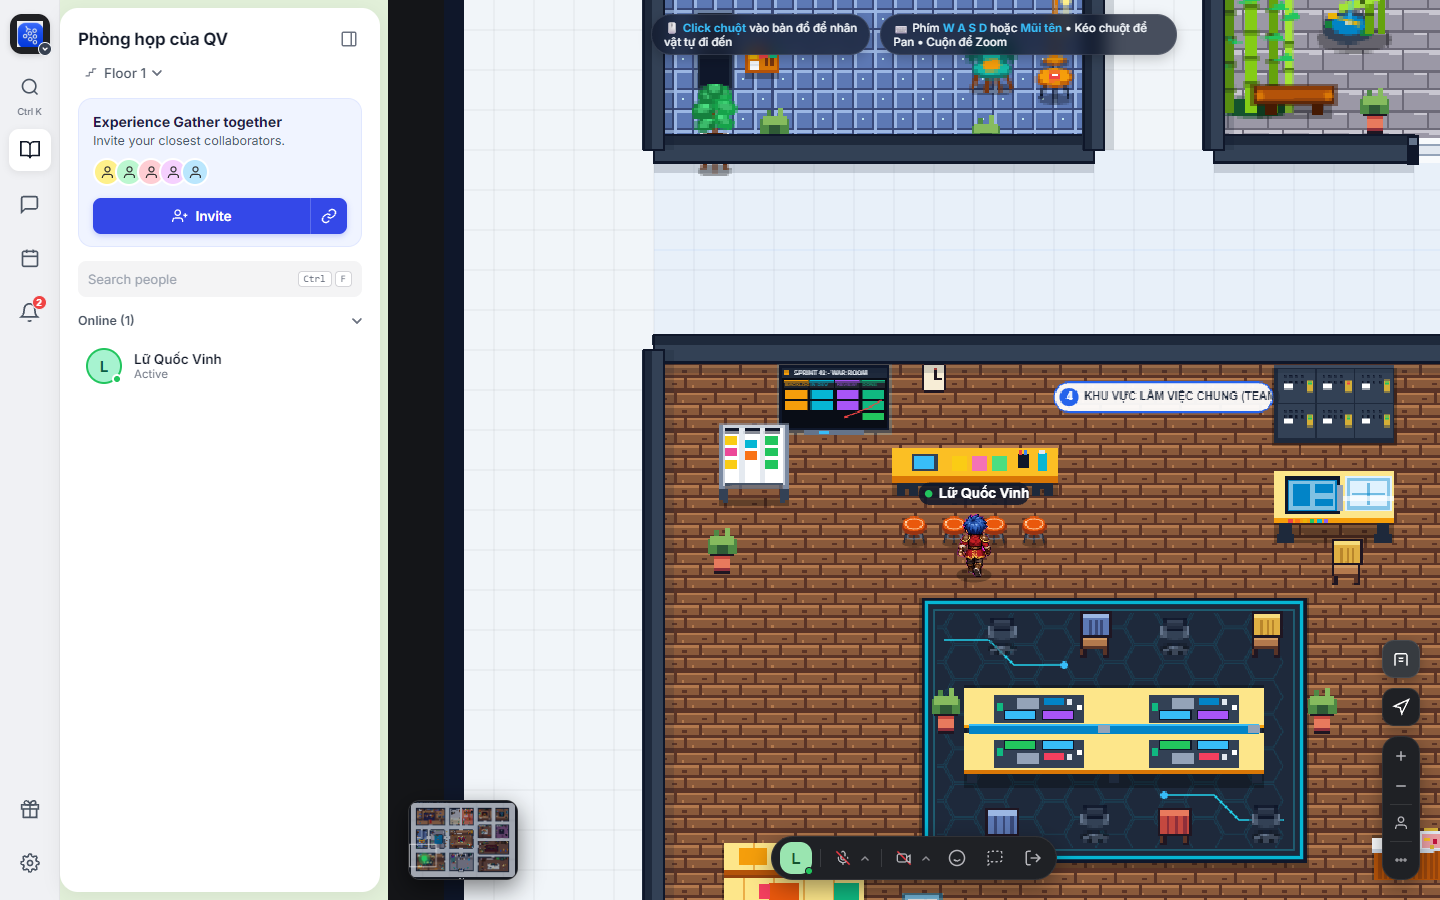 Phòng họp của QV
Floor 1
Ctrl K
Experience Gather together
Invite your closest collaborators.
Invite
Search people
Ctrl F
2
Online (1)
L
Lữ Quốc Vinh
Active
Click chuột vào bản đồ để nhân
vật tự đi đến
Phím W A S D hoặc Mũi tên • Kéo chuột để
Pan • Cuộn để Zoom
SPRINT 42 - WAR ROOM
4 KHU VỰC LÀM VIỆC CHUNG (TEAM
Lữ Quốc Vinh
L